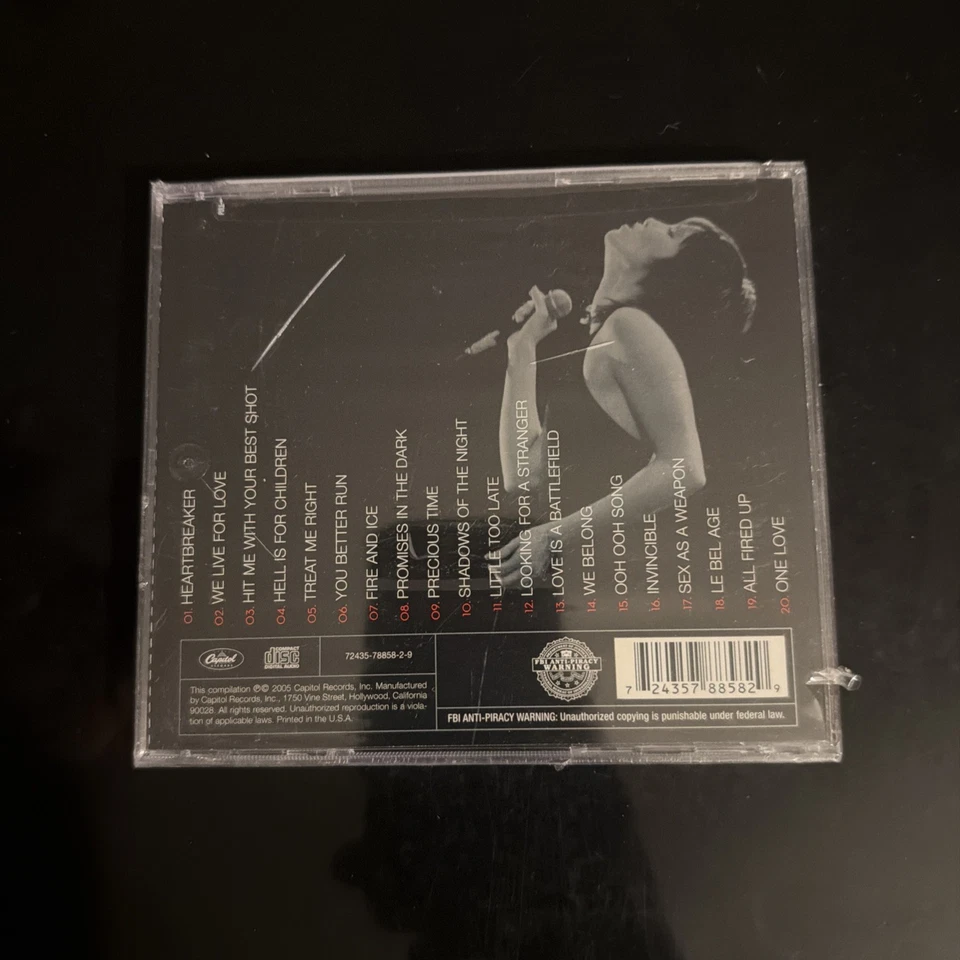 01. HEARTBREAKER
02. WE LIVE FOR LOVE
03. HIT ME WITH YOUR BEST SHOT
04. HELL IS FOR CHILDREN
05. TREAT ME RIGHT
06. YOU BETTER RUN
07. FIRE AND ICE
08. PROMISES IN THE DARK
09. PRECIOUS TIME
10. SHADOWS OF THE NIGHT
11. LITTLE TOO LATE
12. LOOKING FOR A STRANGER
13. LOVE IS A BATTLEFIELD
14. WE BELONG
15. OOH OOH SONG
16. INVINCIBLE
17. SEX AS A WEAPON
18. LE BEL AGE
19. ALL FIRED UP
20. ONE LOVE
Capitol
RECORDS
COMPACT
disc
DIGITAL AUDIO
72435-78858-2-9
This compilation ℗© 2005 Capitol Records, Inc. Manufactured
by Capitol Records, Inc., 1750 Vine Street, Hollywood, California
90028. All rights reserved. Unauthorized reproduction is a viola-
tion of applicable laws. Printed in the U.S.A.
FBI ANTI-PIRACY
WARNING
7 24357 88582 9
FBI ANTI-PIRACY WARNING: Unauthorized copying is punishable under federal law.